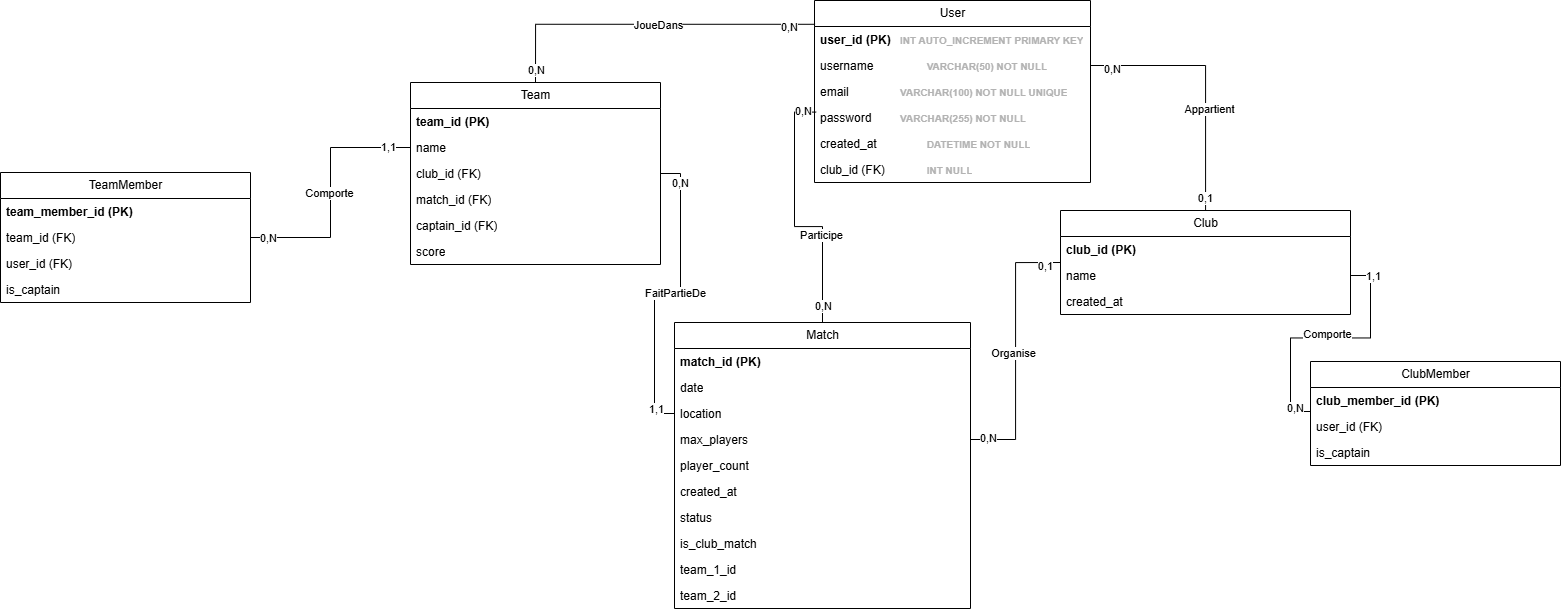 User
user_id (PK) INT AUTO_INCREMENT PRIMARY KEY
username VARCHAR(50) NOT NULL
email VARCHAR(100) NOT NULL UNIQUE
password VARCHAR(255) NOT NULL
created_at DATETIME NOT NULL
club_id (FK) INT NULL
JoueDans
0,N
0,N
Team
team_id (PK)
name
club_id (FK)
match_id (FK)
captain_id (FK)
score
1,1
Comporte
0,N
TeamMember
team_member_id (PK)
team_id (FK)
user_id (FK)
is_captain
0,N
FaitPartieDe
1,1
0,N
Participe
0,N
Match
match_id (PK)
date
location
max_players
player_count
created_at
status
is_club_match
team_1_id
team_2_id
0,N
Appartient
0,1
Club
club_id (PK)
name
created_at
0,1
Organise
0,N
1,1
Comporte
0,N
ClubMember
club_member_id (PK)
user_id (FK)
is_captain